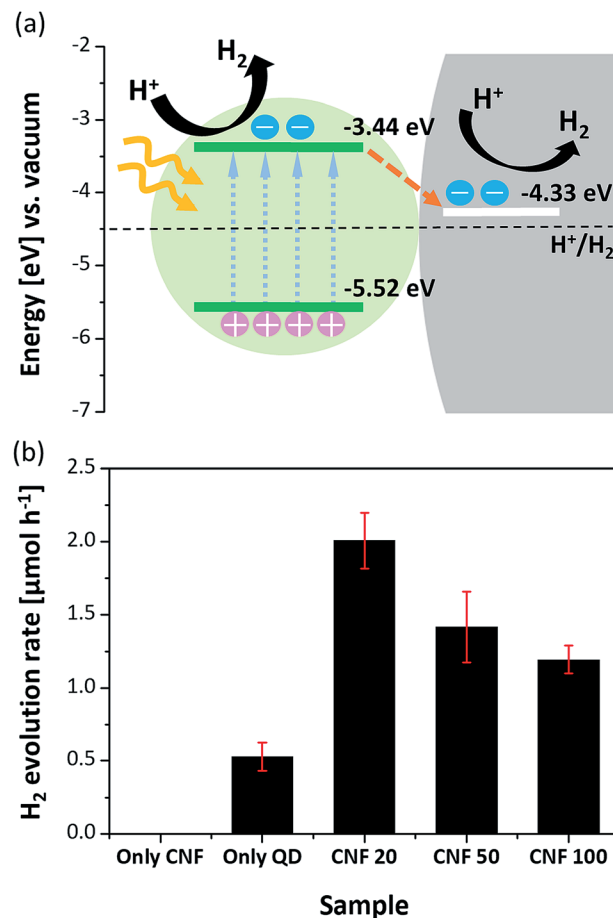 (a)
Energy [eV] vs. vacuum
-2
-3
-4
-5
-6
-7
H⁺
H₂
− −
-3.44 eV
H⁺
H₂
− −
-4.33 eV
H⁺/H₂
-5.52 eV
+ + + +
(b)
H₂ evolution rate [µmol h⁻¹]
2.5
2.0
1.5
1.0
0.5
0.0
Only CNF Only QD CNF 20 CNF 50 CNF 100
Sample